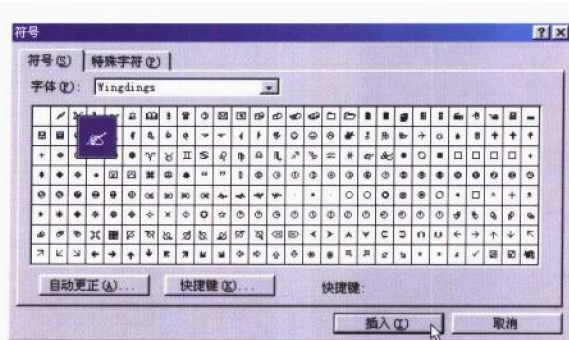 符号
符号(S) 特殊字符(P)
字体(F): Wingdings
自动更正(A)... 快捷键(K)... 快捷键:
插入(I) 取消